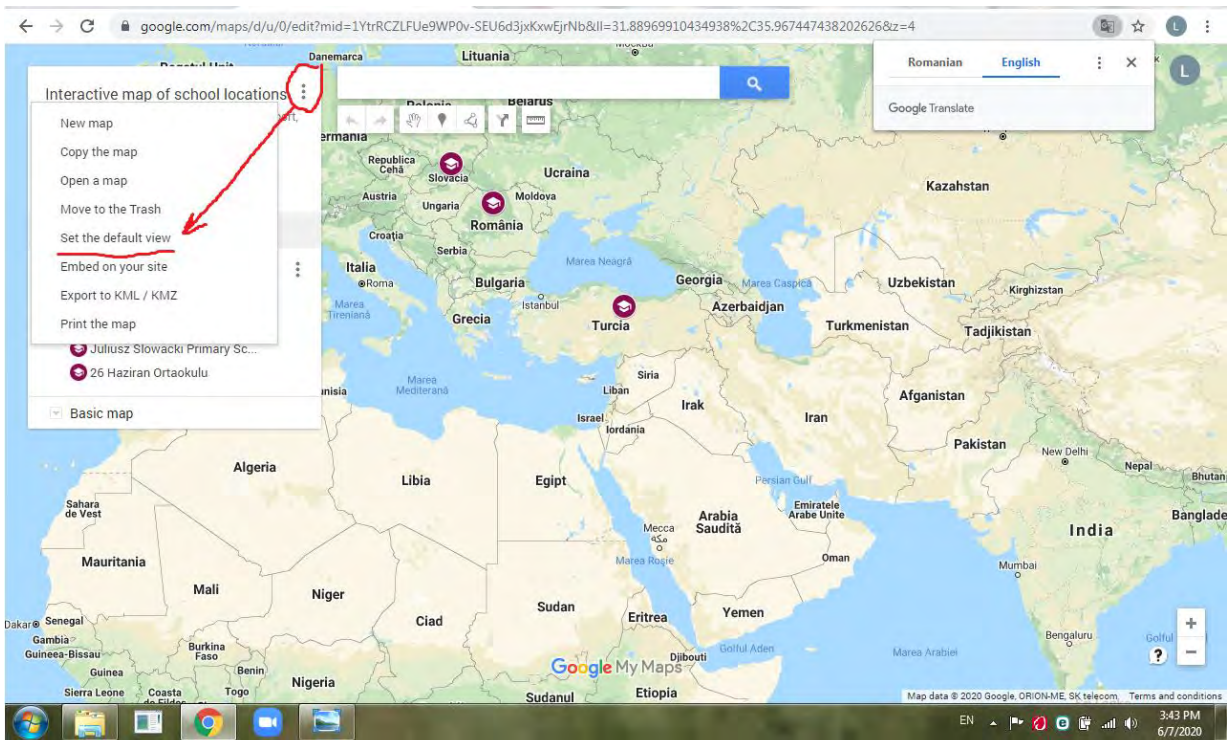 google.com/maps/d/u/0/edit?mid=1YtrRCZLFUe9WP0v-SEU6d3jxKxwEjrNb&ll=31.88969910434938%2C35.967447438202626&z=4
L
Romanian
English
Google Translate
L
Interactive map of school locations
New map
Copy the map
Open a map
Move to the Trash
Set the default view
Embed on your site
Export to KML / KMZ
Print the map
Juliusz Slowacki Primary Sc...
26 Haziran Ortaokulu
Basic map
Danemarca
Lituania
Belarus
Republica
Cehă
Slovacia
Ucraina
Kazahstan
Austria
Ungaria
Moldova
România
Croația
Serbia
Italia
Roma
Bulgaria
Marea Neagră
Georgia
Marea Caspică
Uzbekistan
Kirghizstan
Marea
Tireniană
Grecia
Istanbul
Turcia
Azerbaidjan
Turkmenistan
Tadjikistan
Marea
Mediterană
Siria
Liban
Irak
Iran
Afganistan
Israel
Iordania
Pakistan
New Delhi
Nepal
Bhutan
Algeria
Libia
Egipt
Persian Gulf
Sahara
de Vest
Arabia
Saudită
Emiratele
Arabe Unite
Mecca
مكة
India
Mauritania
Marea Roșie
Oman
Mumbai
Mali
Niger
Ciad
Sudan
Eritrea
Yemen
Dakar
Senegal
Gambia
Guineea-Bissau
Burkina
Faso
Guinea
Benin
Nigeria
Djibouti
Golful Aden
Marea Arabiei
Bengaluru
Golful
Sierra Leone
Coasta
Togo
Sudanul
Etiopia
Google My Maps
Map data © 2020 Google, ORION-ME, SK telecom
Terms and conditions
EN
3:43 PM
6/7/2020